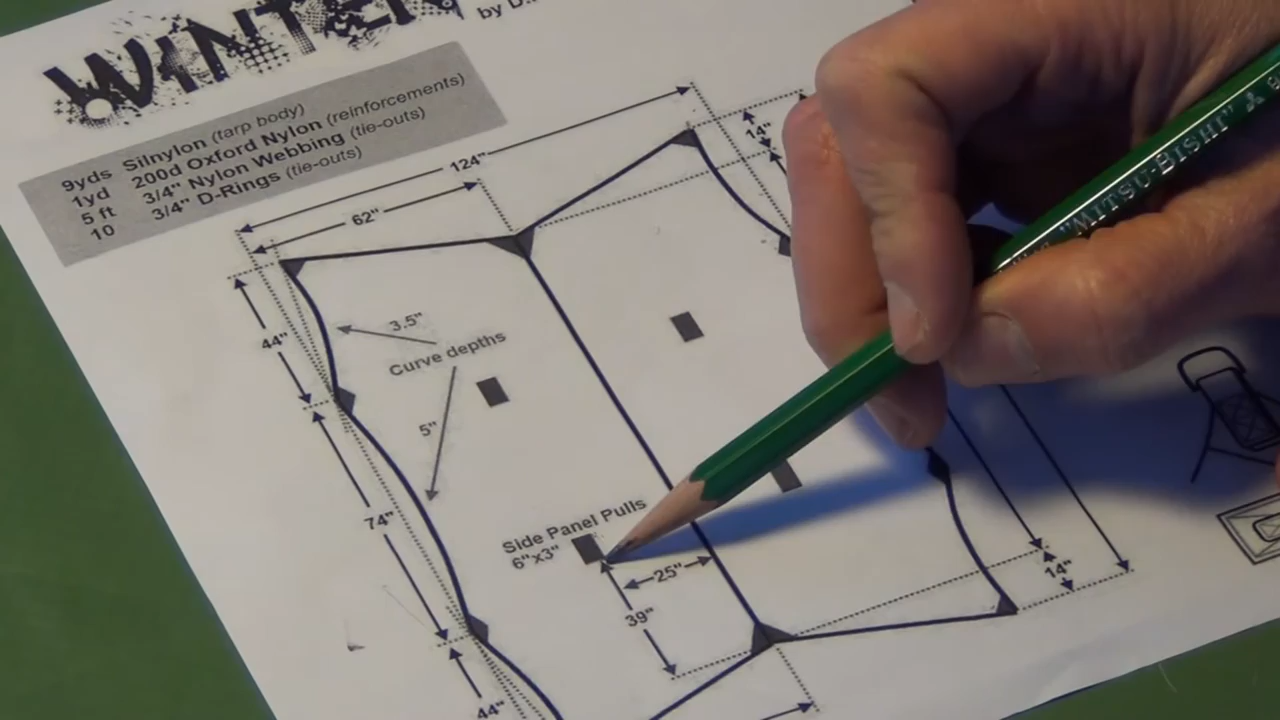 WINTER
by D.
9yds Silnylon (tarp body)
1yd 200d Oxford Nylon (reinforcements)
5 ft 3/4" Nylon Webbing (tie-outs)
10 3/4" D-Rings (tie-outs)
124"
62"
14"
44"
3.5"
Curve depths
5"
74"
Side Panel Pulls
6"x3"
25"
39"
14"
44"
"MITSU-BISHI"